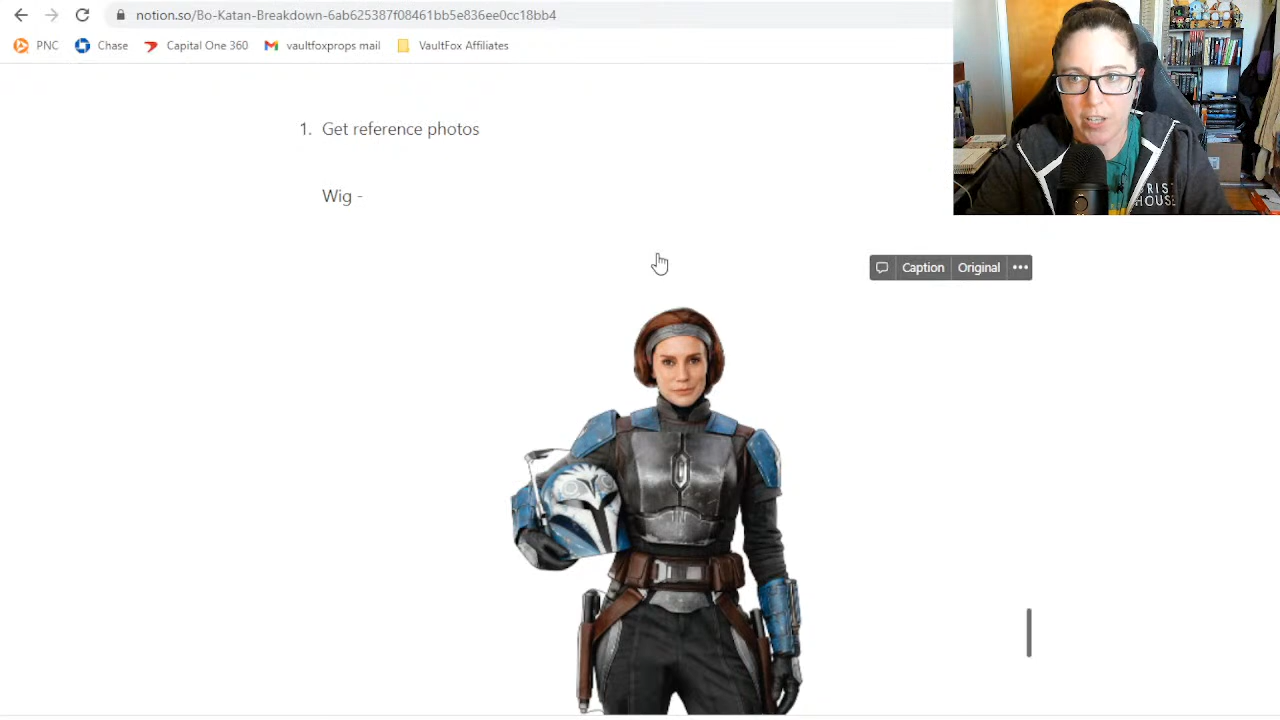 notion.so/Bo-Katan-Breakdown-6ab625387f08461bb5e836ee0cc18bb4
PNC Chase Capital One 360 vaultfoxprops mail VaultFox Affiliates
1. Get reference photos
Wig -
Caption Original